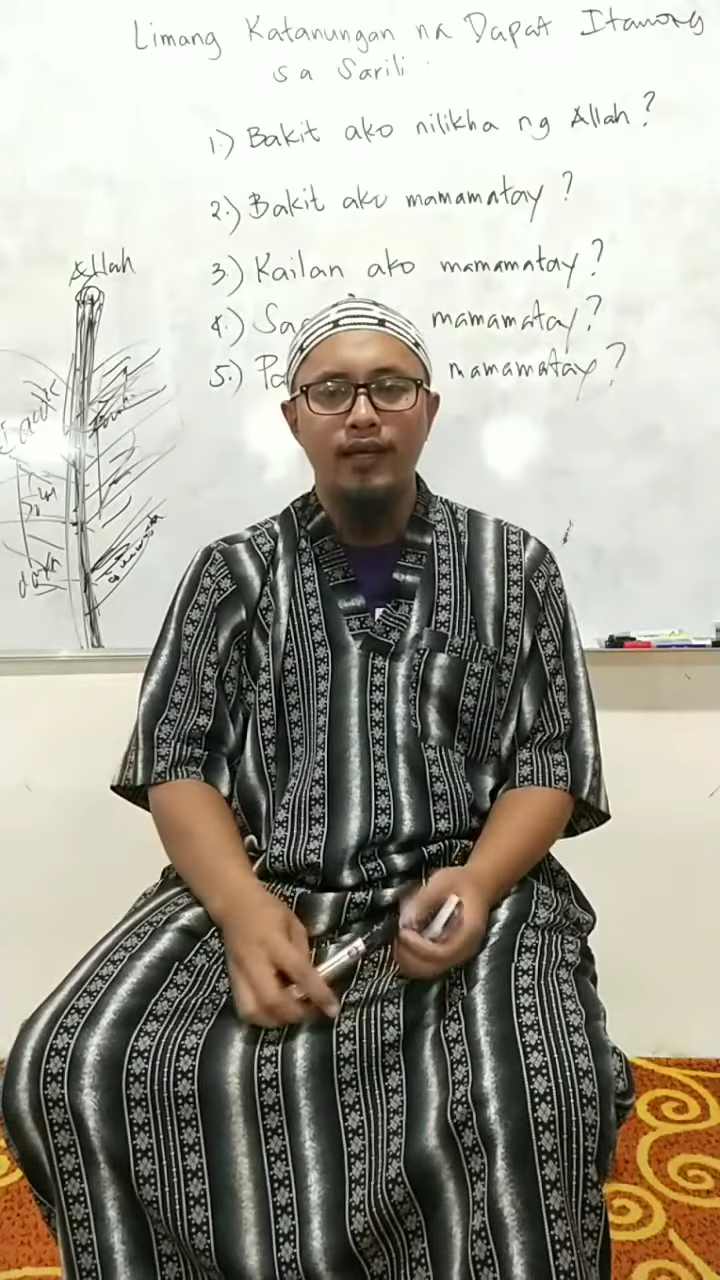 Limang Katanungan na Dapat Itanong
sa Sarili
1.) Bakit ako nilikha ng Allah?
2.) Bakit ako mamamatay?
3.) Kailan ako mamamatay?
4.) mamamatay?
5.) mamamatay?
Allah